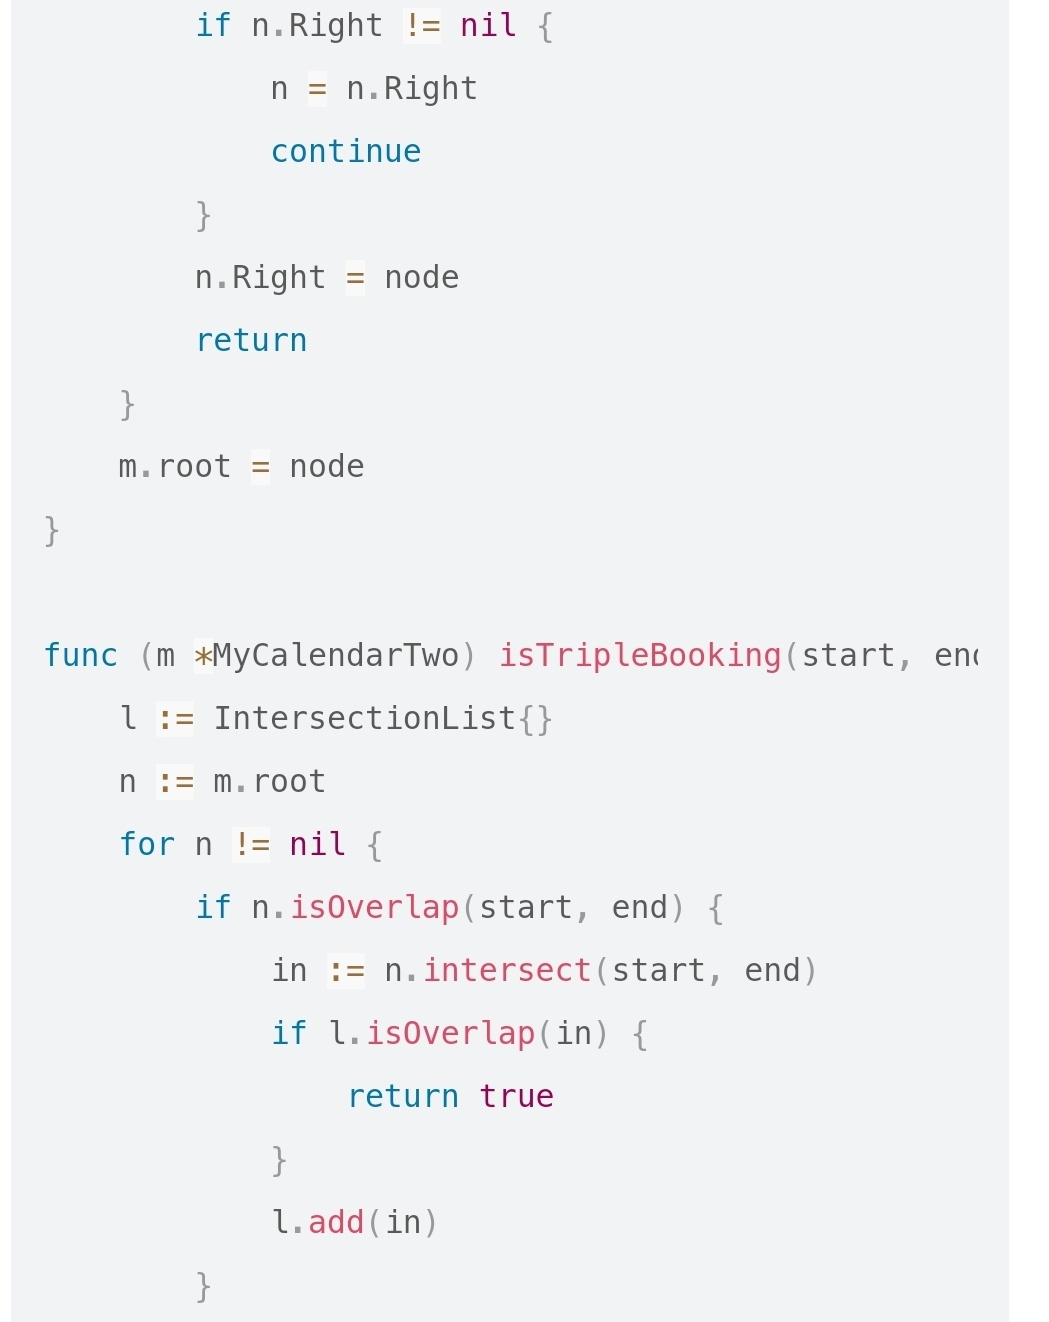 if n.Right != nil {
n = n.Right
continue
}
n.Right = node
return
}
m.root = node
}
func (m *MyCalendarTwo) isTripleBooking(start,
l := IntersectionList{}
n := m.root
for n != nil {
if n.isOverlap(start, end) {
in := n.intersect(start, end)
if l.isOverlap(in) {
return true
}
l.add(in)
}